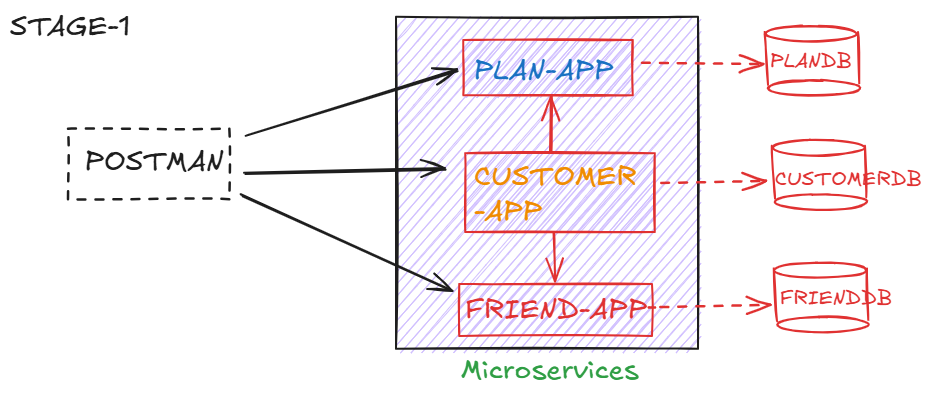 STAGE-1
PLAN-APP
PLANDB
POSTMAN
CUSTOMER
-APP
CUSTOMERDB
FRIEND-APP
FRIENDDB
Microservices